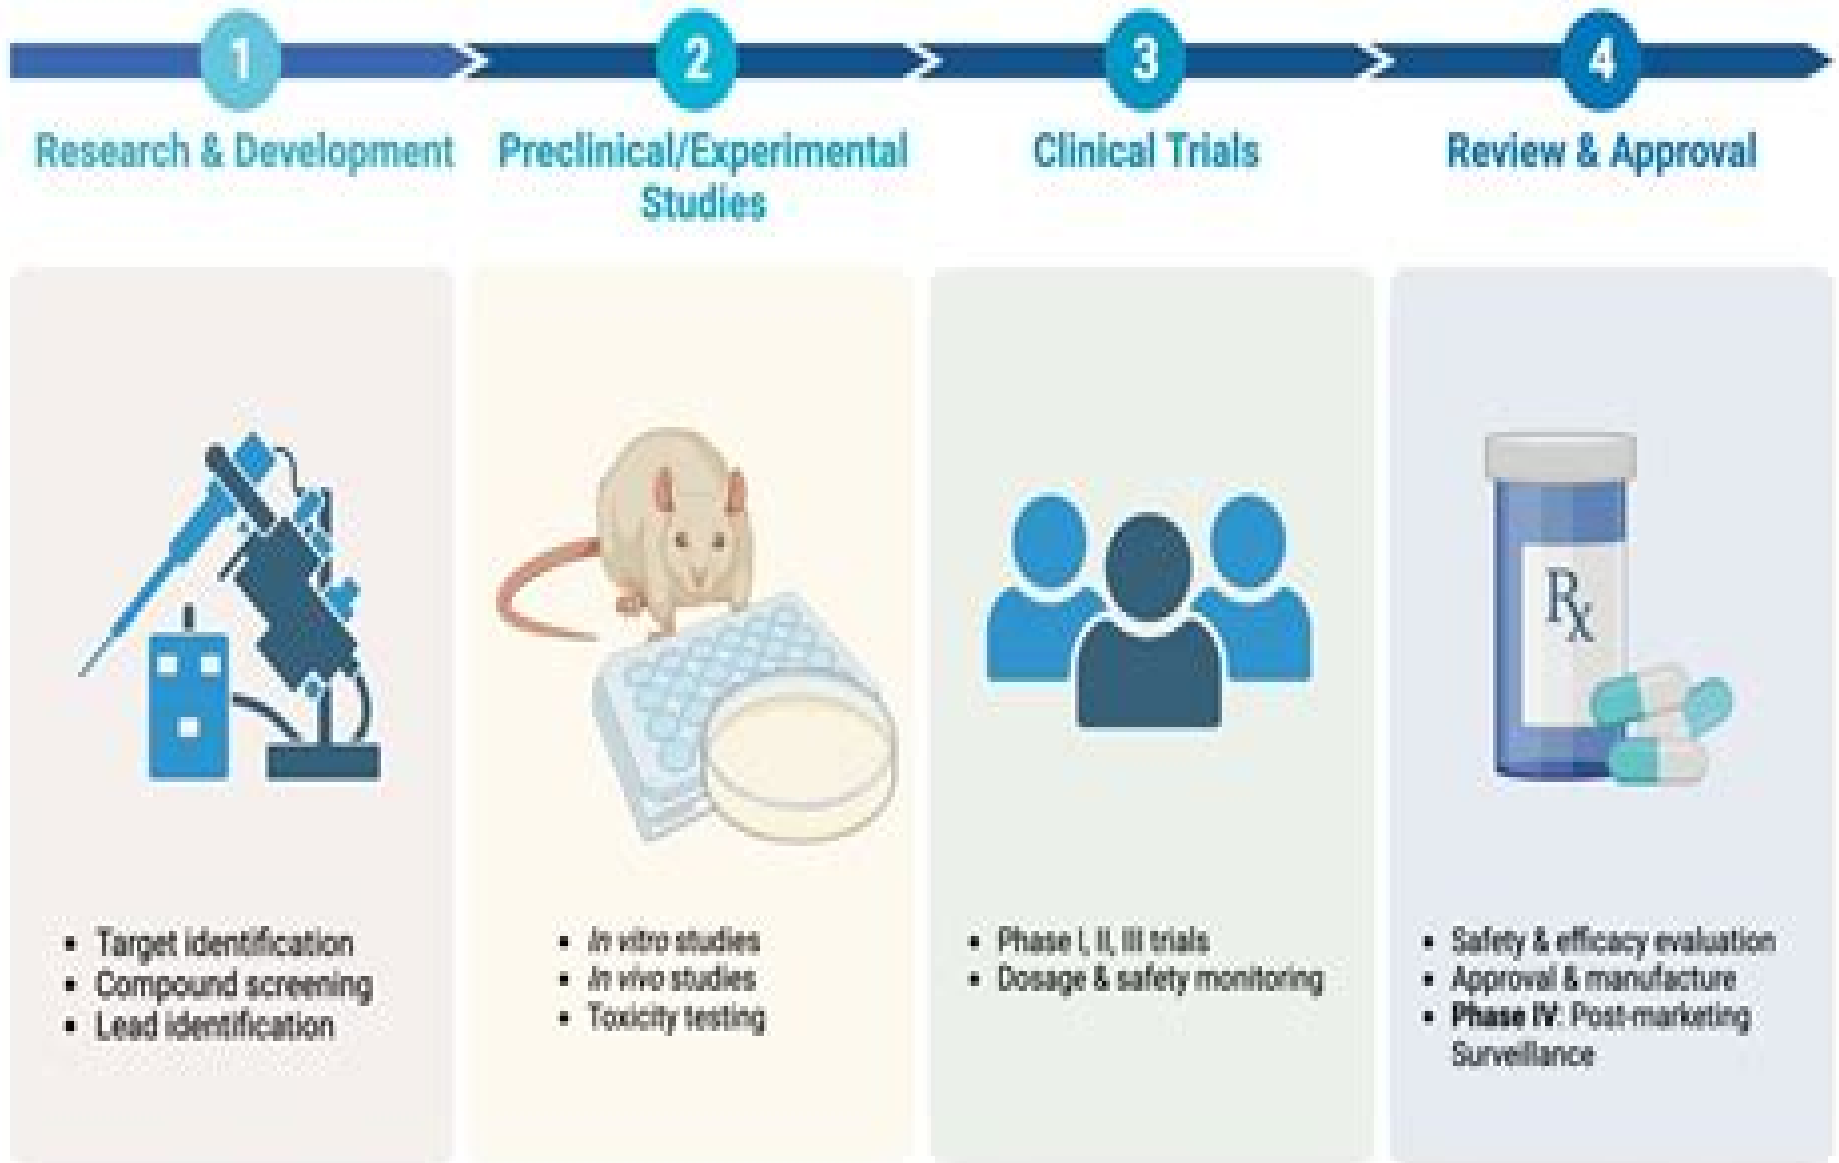 1
2
3
4
Research & Development
Preclinical/Experimental
Studies
Clinical Trials
Review & Approval
Rx
• Target identification
• Compound screening
• Lead identification
• In vitro studies
• In vivo studies
• Toxicity testing
• Phase I, II, III trials
• Dosage & safety monitoring
• Safety & efficacy evaluation
• Approval & manufacture
• Phase IV: Post-marketing
Surveillance